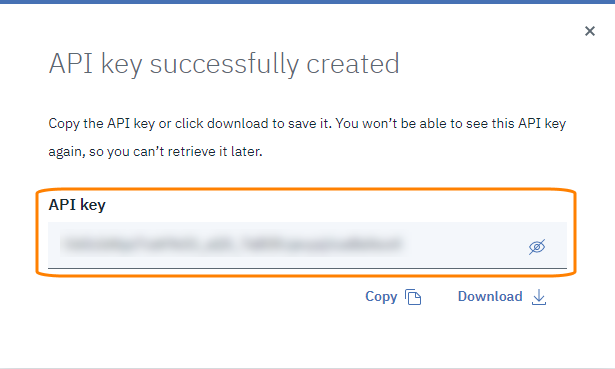 API key successfully created
Copy the API key or click download to save it. You won’t be able to see this API key
again, so you can’t retrieve it later.
API key
Copy
Download